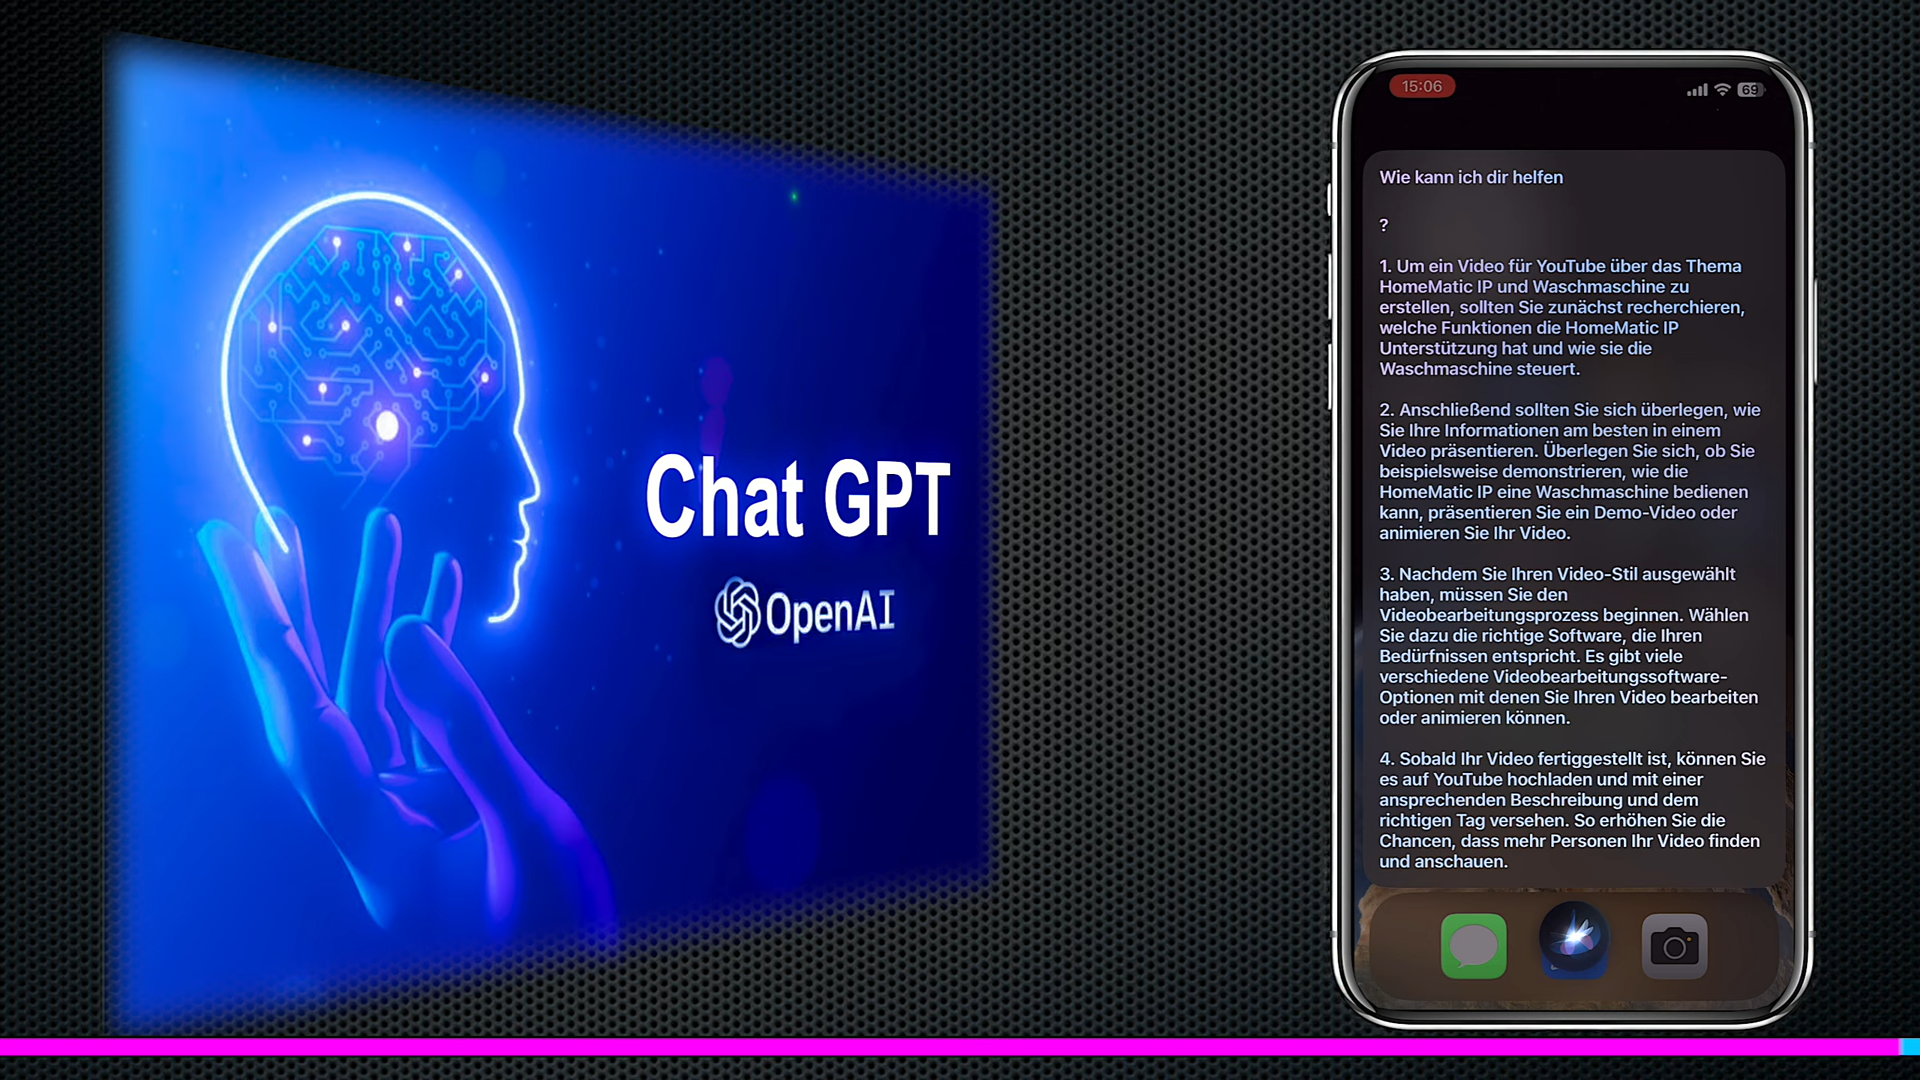 Chat GPT
OpenAI
15:06
69
Wie kann ich dir helfen
?
1. Um ein Video für YouTube über das Thema
HomeMatic IP und Waschmaschine zu
erstellen, sollten Sie zunächst recherchieren,
welche Funktionen die HomeMatic IP
Unterstützung hat und wie sie die
Waschmaschine steuert.
2. Anschließend sollten Sie sich überlegen, wie
Sie Ihre Informationen am besten in einem
Video präsentieren. Überlegen Sie sich, ob Sie
beispielsweise demonstrieren, wie die
HomeMatic IP eine Waschmaschine bedienen
kann, präsentieren Sie ein Demo-Video oder
animieren Sie Ihr Video.
3. Nachdem Sie Ihren Video-Stil ausgewählt
haben, müssen Sie den
Videobearbeitungsprozess beginnen. Wählen
Sie dazu die richtige Software, die Ihren
Bedürfnissen entspricht. Es gibt viele
verschiedene Videobearbeitungssoftware-
Optionen mit denen Sie Ihren Video bearbeiten
oder animieren können.
4. Sobald Ihr Video fertiggestellt ist, können Sie
es auf YouTube hochladen und mit einer
ansprechenden Beschreibung und dem
richtigen Tag versehen. So erhöhen Sie die
Chancen, dass mehr Personen Ihr Video finden
und anschauen.